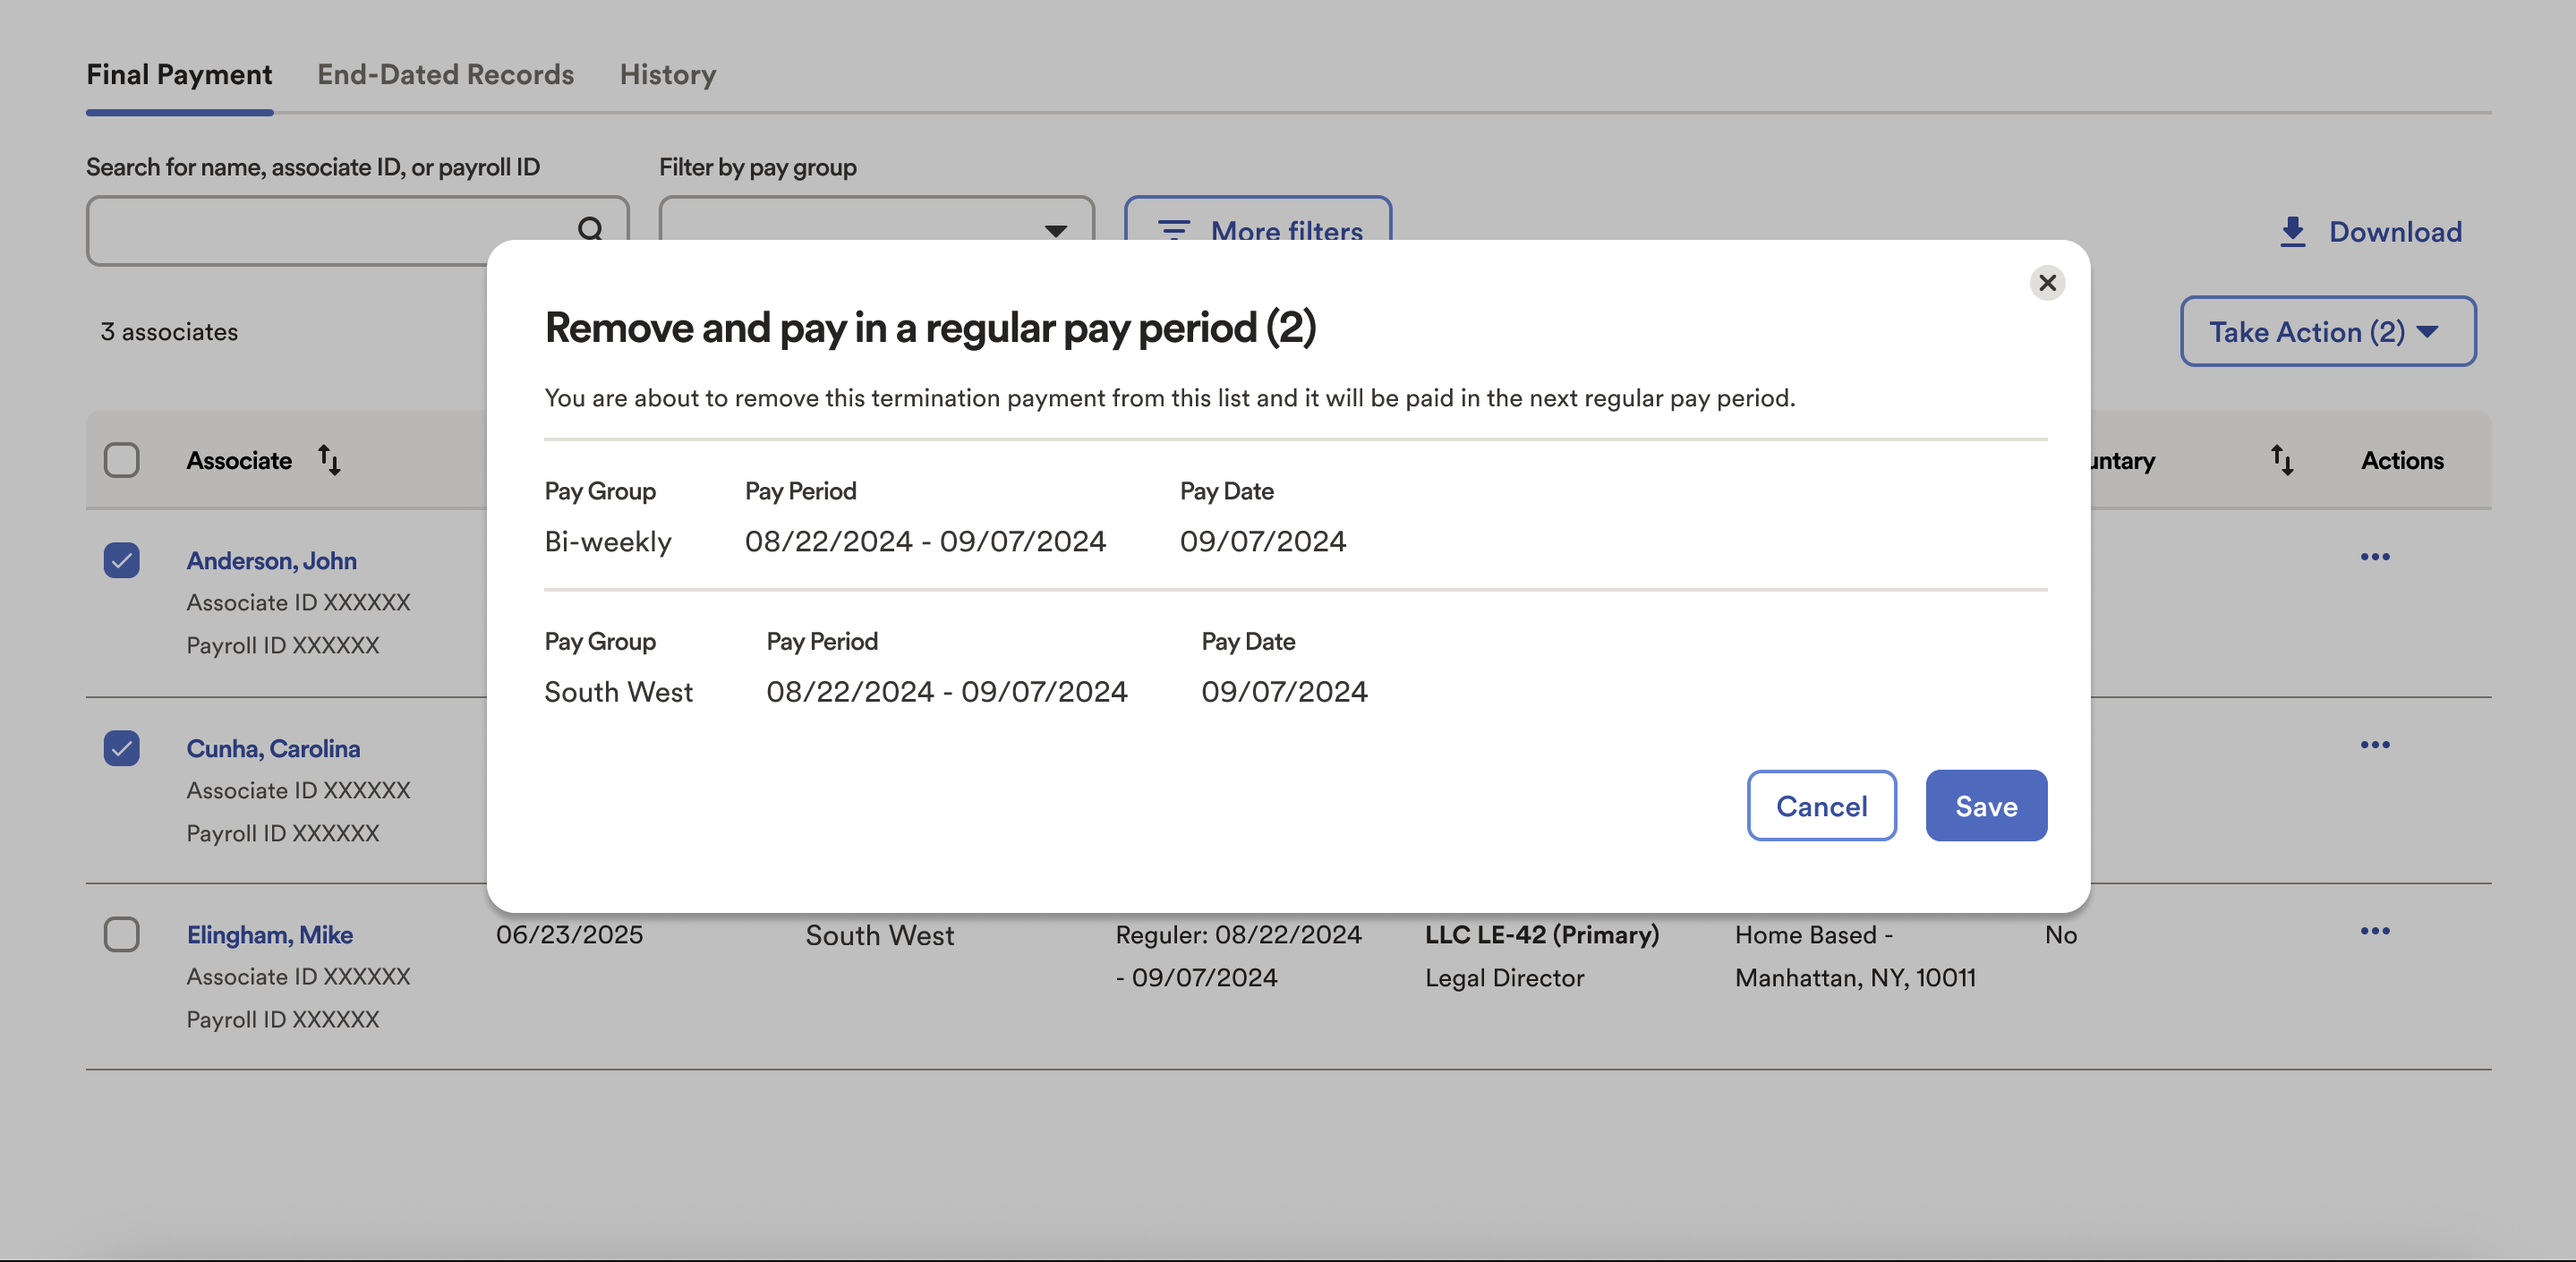 Final Payment End-Dated Records History
Search for name, associate ID, or payroll ID Filter by pay group
More filters Download
3 associates Take Action (2)
Remove and pay in a regular pay period (2)
You are about to remove this termination payment from this list and it will be paid in the next regular pay period.
Pay Group Pay Period Pay Date
Bi-weekly 08/22/2024 - 09/07/2024 09/07/2024
Pay Group Pay Period Pay Date
South West 08/22/2024 - 09/07/2024 09/07/2024
Cancel Save
Associate Actions
Anderson, John
Associate ID XXXXXX
Payroll ID XXXXXX
Cunha, Carolina
Associate ID XXXXXX
Payroll ID XXXXXX
Elingham, Mike 06/23/2025 South West Reguler: 08/22/2024 LLC LE-42 (Primary) Home Based - No
Associate ID XXXXXX - 09/07/2024 Legal Director Manhattan, NY, 10011
Payroll ID XXXXXX